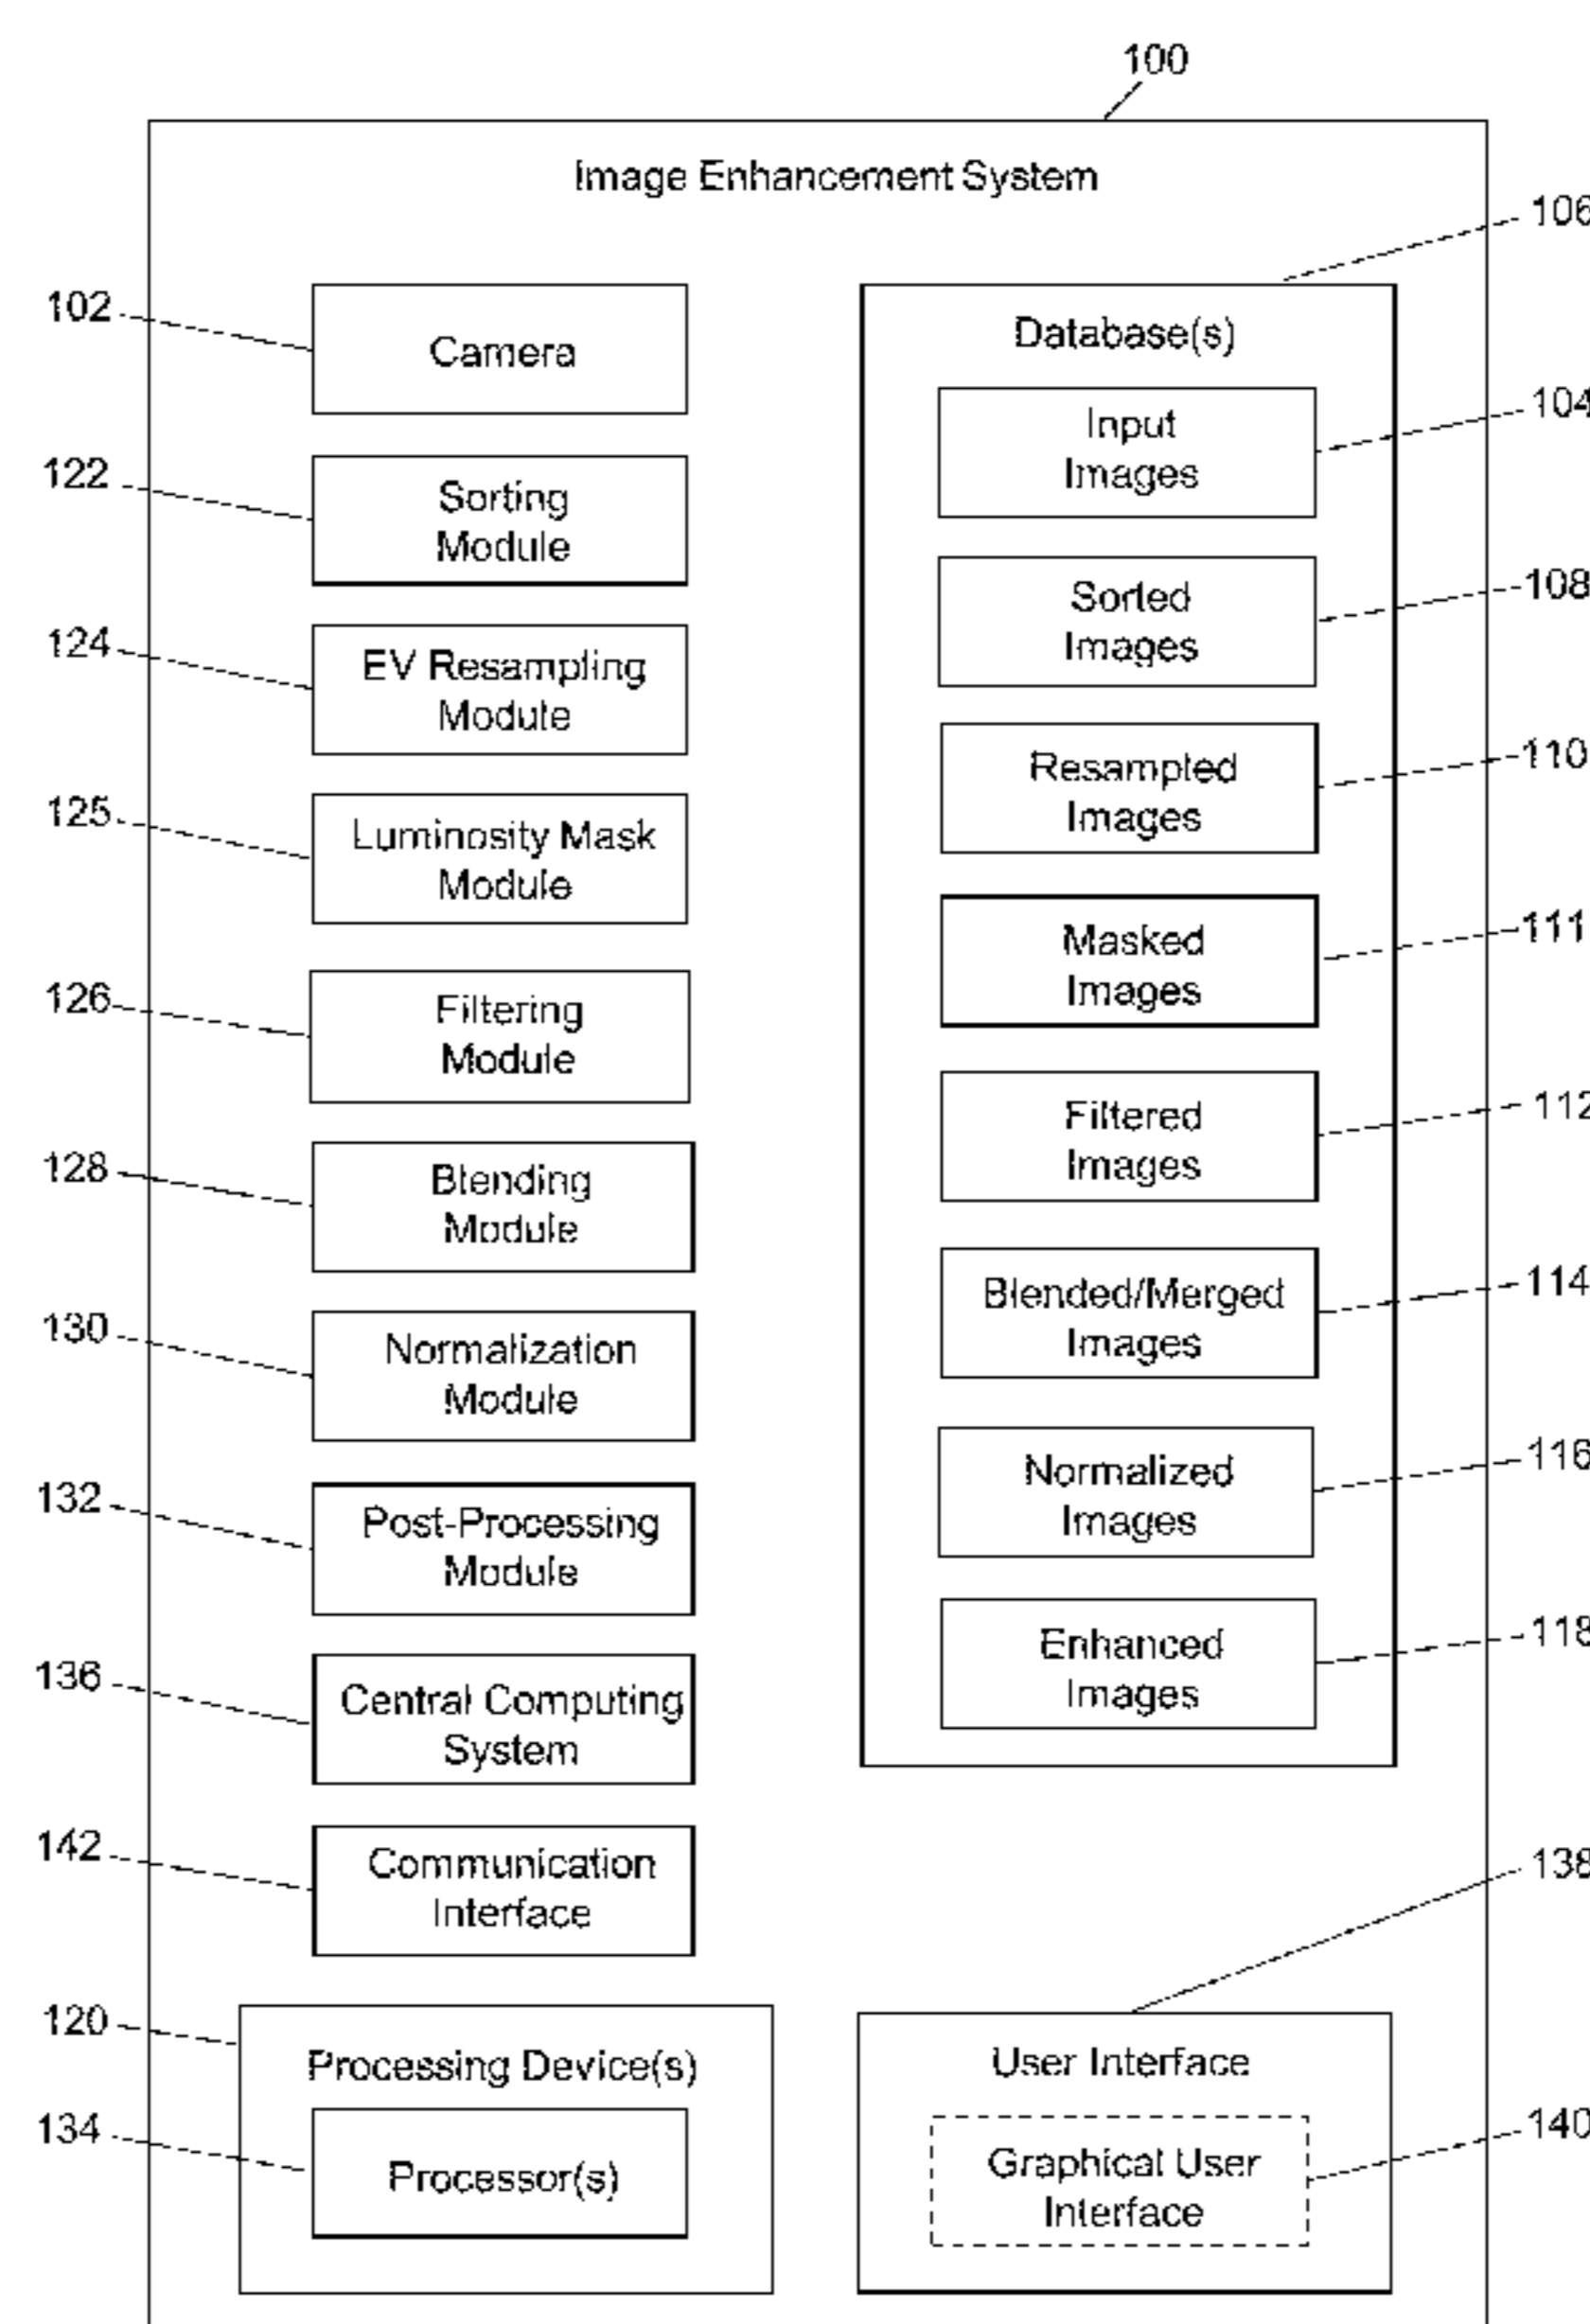 100
Image Enhancement System
106
102
Camera
Database(s)
104
Input
Images
122
Sorting
Module
108
Sorted
Images
124
EV Resampling
Module
110
Resampled
Images
125
Luminosity Mask
Module
111
Masked
Images
126
Filtering
Module
112
Filtered
Images
128
Blending
Module
114
Blended/Merged
Images
130
Normalization
Module
116
Normalized
Images
132
Post-Processing
Module
118
Enhanced
Images
136
Central Computing
System
142
Communication
Interface
138
120
Processing Device(s)
134
Processor(s)
User Interface
140
Graphical User
Interface